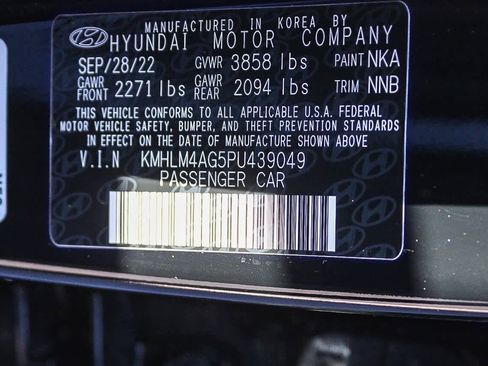 MANUFACTURED IN KOREA BY
HYUNDAI MOTOR COMPANY
SEP/28/22 GVWR 3858 lbs PAINT NKA
GAWR FRONT 2271 lbs GAWR REAR 2094 lbs TRIM NNB
THIS VEHICLE CONFORMS TO ALL APPLICABLE U.S.A. FEDERAL
MOTOR VEHICLE SAFETY, BUMPER, AND THEFT PREVENTION STANDARDS
IN EFFECT ON THE DATE OF MANUFACTURE SHOWN ABOVE
V.I.N KMHLM4AG5PU439049
PASSENGER CAR